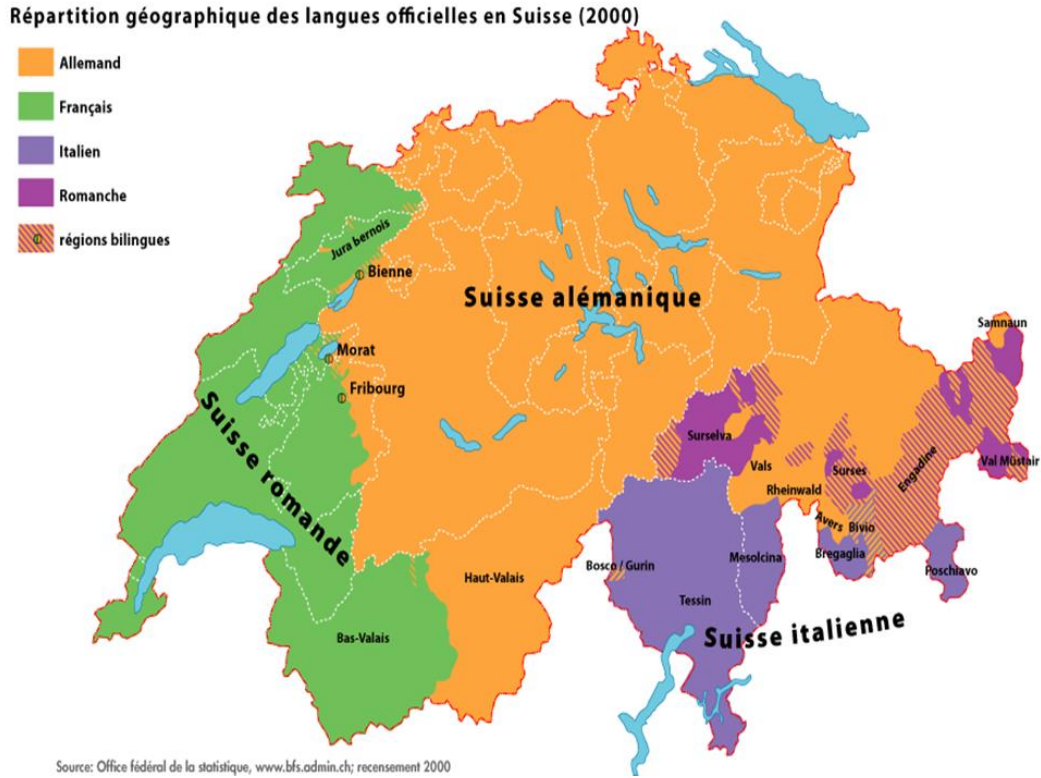 Répartition géographique des langues officielles en Suisse (2000)
Allemand
Français
Italien
Romanche
régions bilingues
Jura bernois
Bienne
Suisse alémanique
Morat
Fribourg
Suisse romande
Samnaun
Surselva
Vals
Surses
Engadine
Val Müstair
Rheinwald
Avers
Bivio
Bregaglia
Poschiavo
Mesolcina
Bosco / Gurin
Tessin
Haut-Valais
Bas-Valais
Suisse italienne
Source: Office fédéral de la statistique, www.bfs.admin.ch; recensement 2000